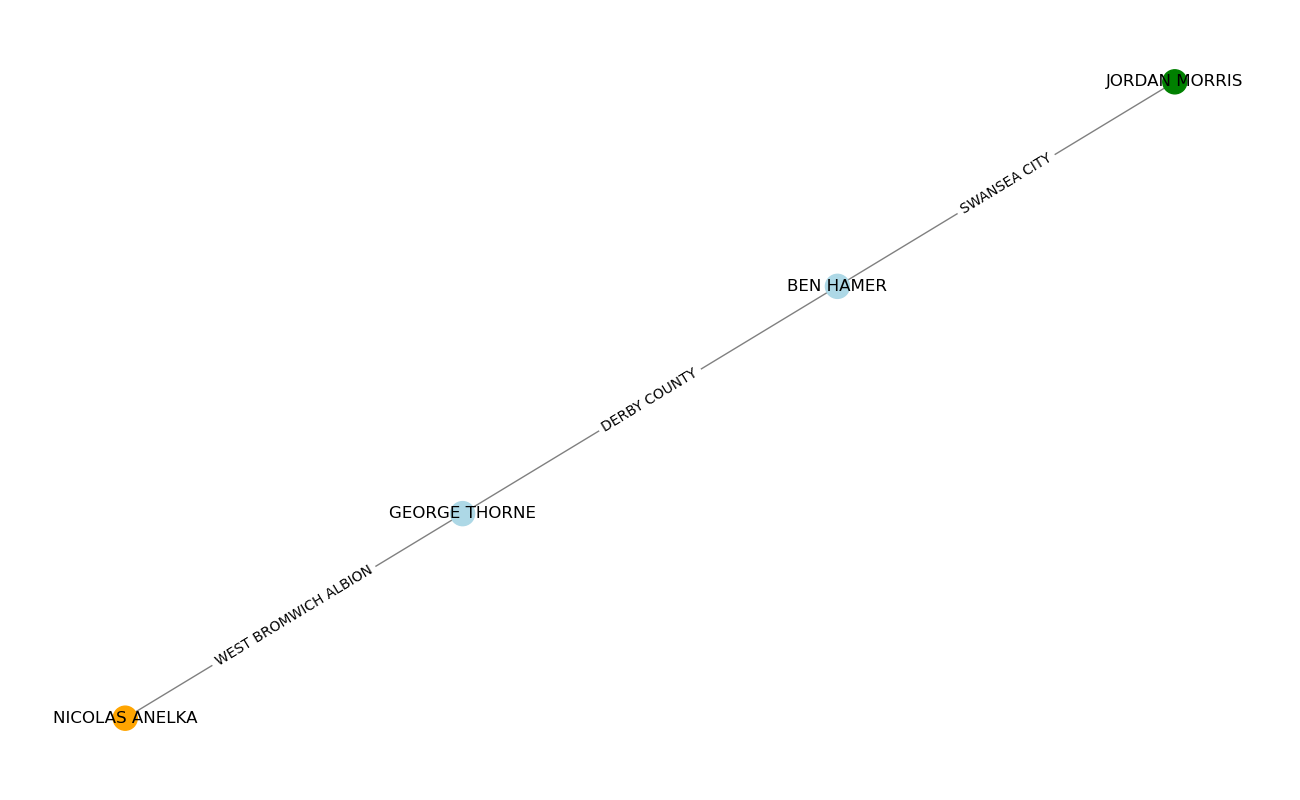 JORDAN MORRIS
SWANSEA CITY
BEN HAMER
DERBY COUNTY
GEORGE THORNE
WEST BROMWICH ALBION
NICOLAS ANELKA